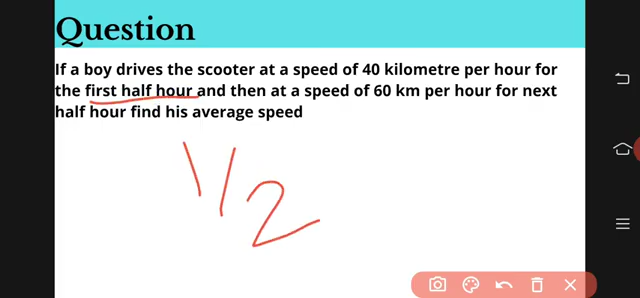 Question
If a boy drives the scooter at a speed of 40 kilometre per hour for
the first half hour and then at a speed of 60 km per hour for next
half hour find his average speed
1/2